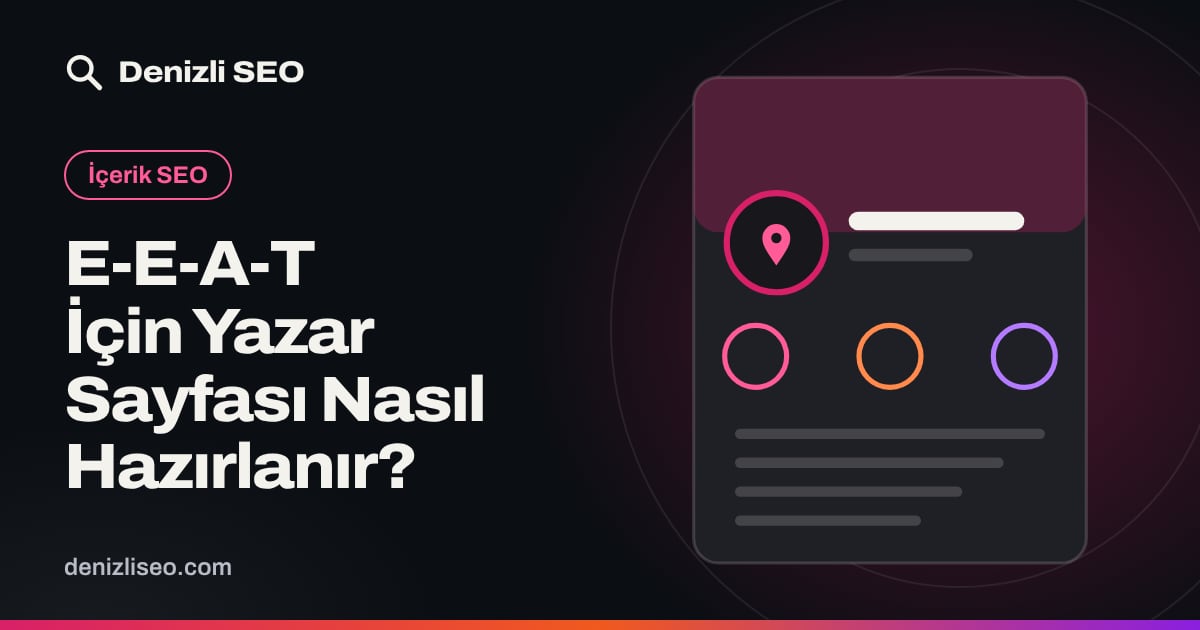 Denizli SEO
İçerik SEO
E-E-A-T
İçin Yazar
Sayfası Nasıl
Hazırlanır?
denizliseo.com